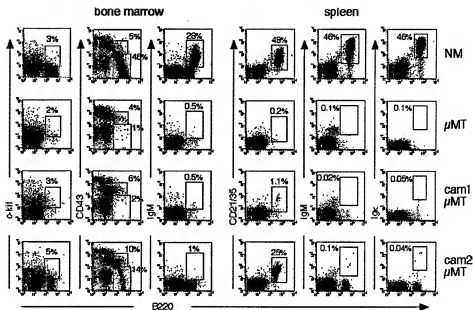 bone marrow spleen
3% 5% 46% 28% 49% 46% 46% NM
2% 4% 1% 0.5% 0.2% 0.1% 0.1% µMT
3% 6% 2% 0.5% 1.1% 0.02% 0.05% cam1 µMT
c-kit CD43 IgM CD21/35 IgM Igκ
5% 10% 14% 1% 25% 0.1% 0.04% cam2 µMT
B220